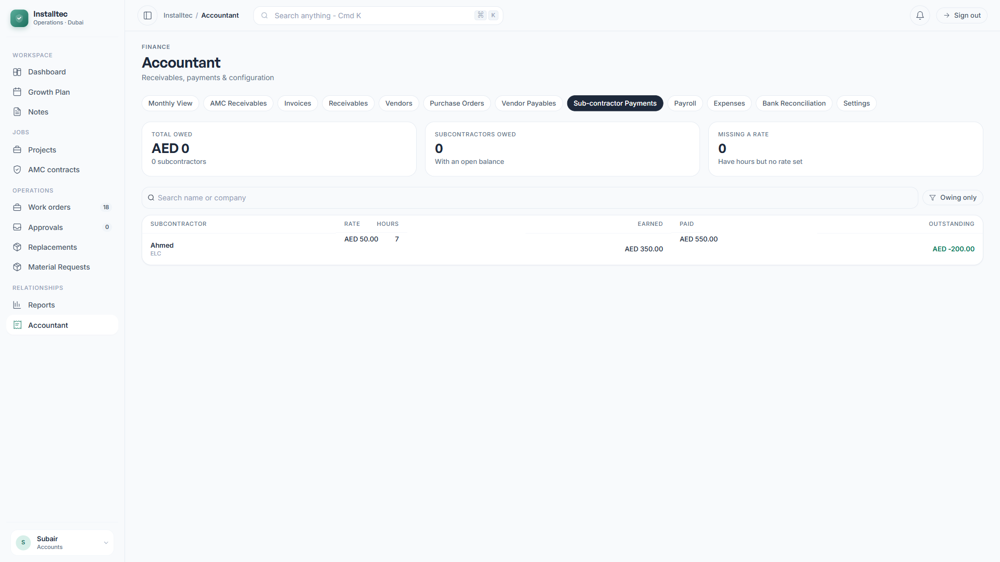 Installtec
Operations · Dubai
Installtec / Accountant
Search anything - Cmd K
⌘ K
Sign out
WORKSPACE
Dashboard
Growth Plan
Notes
JOBS
Projects
AMC contracts
OPERATIONS
Work orders 18
Approvals 0
Replacements
Material Requests
RELATIONSHIPS
Reports
Accountant
S
Subair
Accounts
FINANCE
Accountant
Receivables, payments & configuration
Monthly View AMC Receivables Invoices Receivables Vendors Purchase Orders Vendor Payables Sub-contractor Payments Payroll Expenses Bank Reconciliation Settings
TOTAL OWED
AED 0
0 subcontractors
SUBCONTRACTORS OWED
0
With an open balance
MISSING A RATE
0
Have hours but no rate set
Search name or company
Owing only
SUBCONTRACTOR RATE HOURS EARNED PAID OUTSTANDING
Ahmed AED 50.00 7 AED 350.00 AED 550.00 AED -200.00
ELC